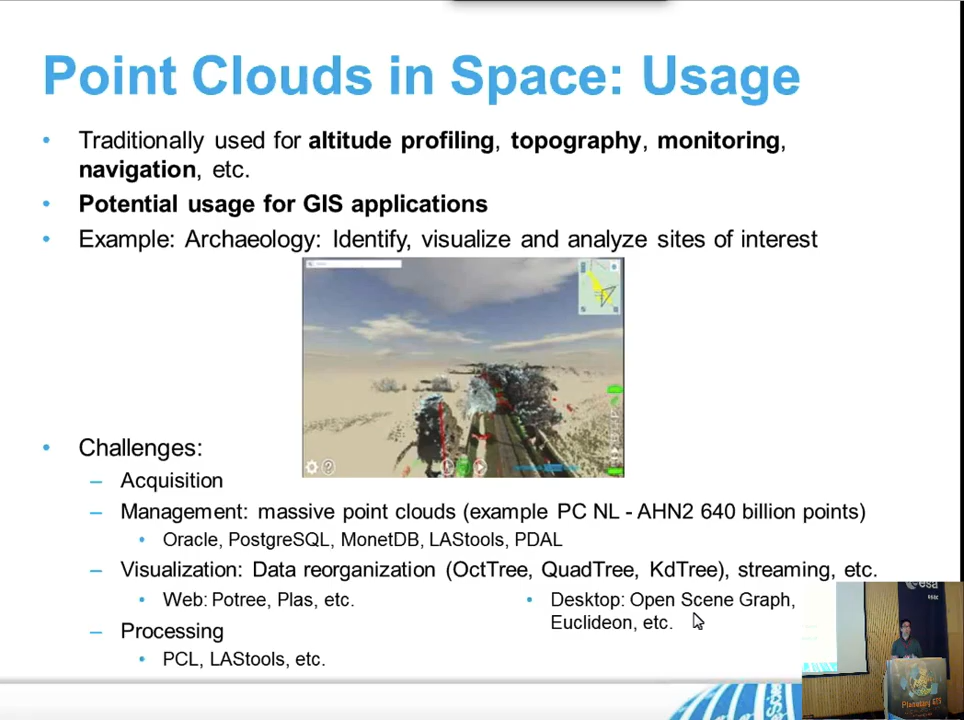 Point Clouds in Space: Usage
• Traditionally used for altitude profiling, topography, monitoring,
navigation, etc.
• Potential usage for GIS applications
• Example: Archaeology: Identify, visualize and analyze sites of interest
• Challenges:
– Acquisition
– Management: massive point clouds (example PC NL - AHN2 640 billion points)
• Oracle, PostgreSQL, MonetDB, LAStools, PDAL
– Visualization: Data reorganization (OctTree, QuadTree, KdTree), streaming, etc.
• Web: Potree, Plas, etc.
• Desktop: Open Scene Graph,
Euclideon, etc.
– Processing
• PCL, LAStools, etc.
esa